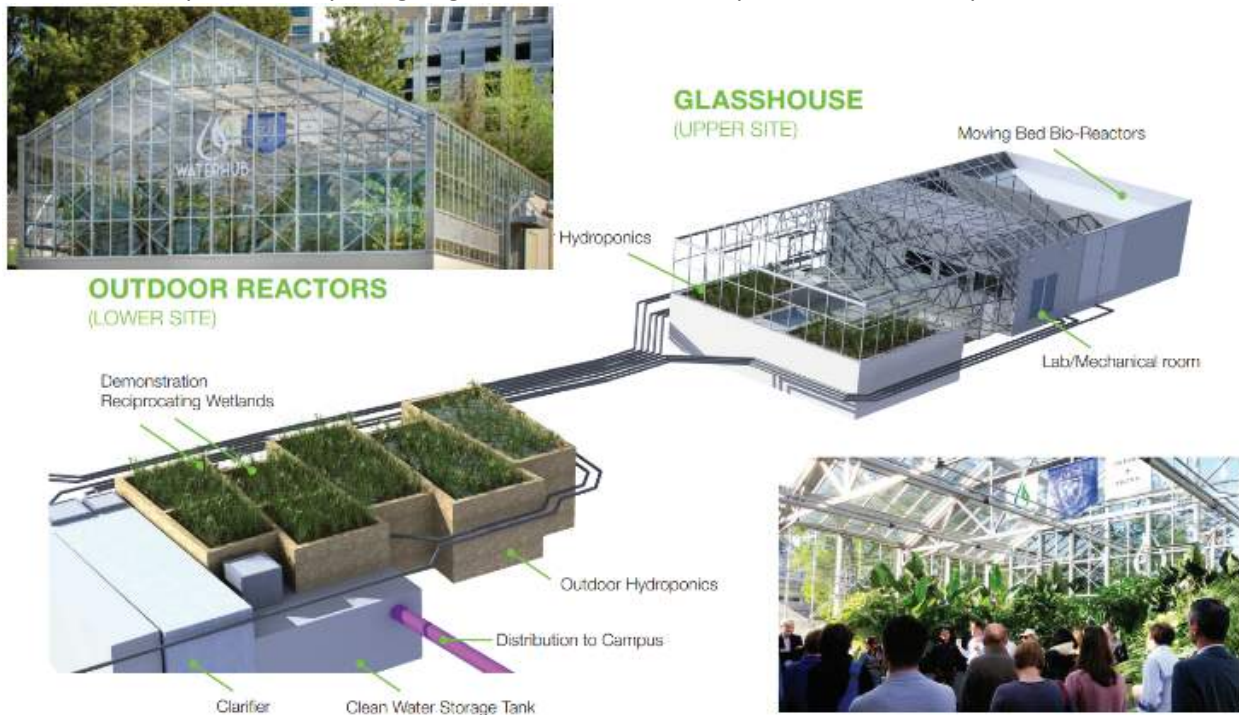 WATERHUB
GLASSHOUSE
(UPPER SITE)
Moving Bed Bio-Reactors
Hydroponics
Lab/Mechanical room
OUTDOOR REACTORS
(LOWER SITE)
Demonstration
Reciprocating Wetlands
Outdoor Hydroponics
Distribution to Campus
Clarifier
Clean Water Storage Tank